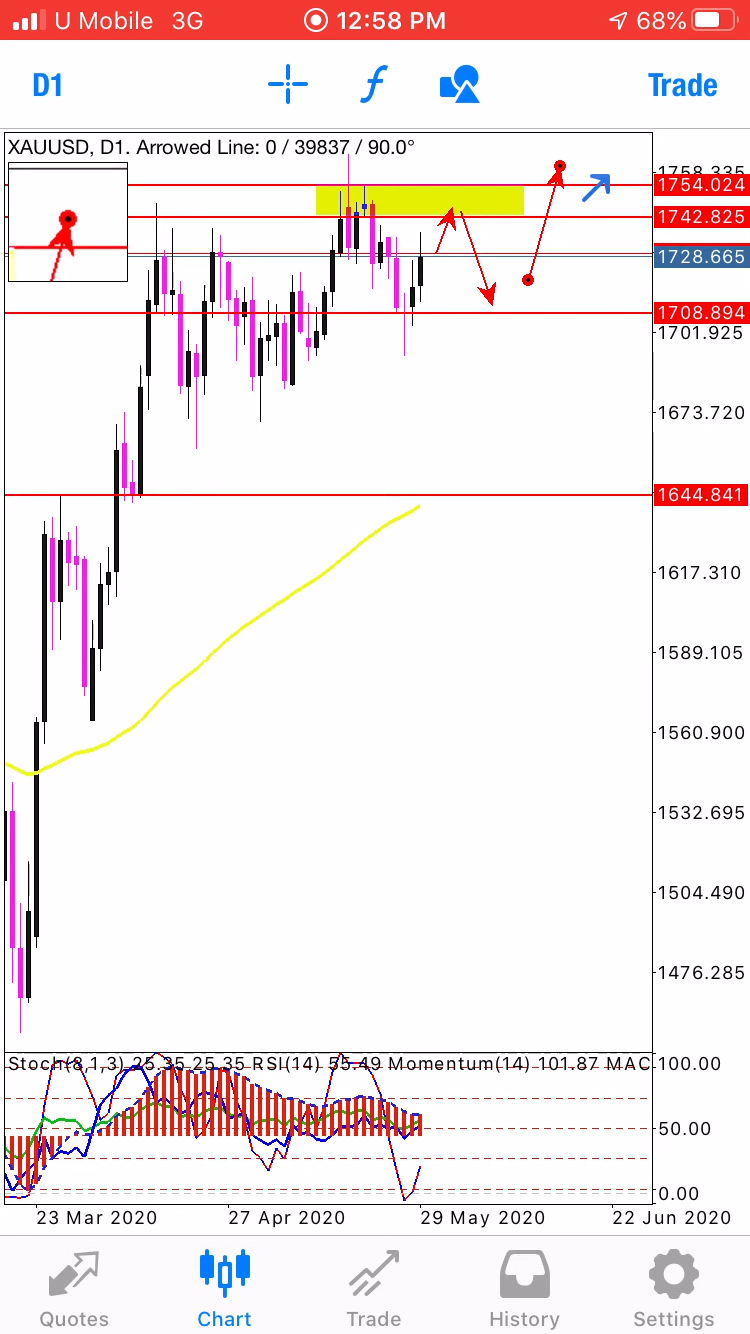 U Mobile 3G 12:58 PM 68%
D1 f Trade
XAUUSD, D1. Arrowed Line: 0 / 39837 / 90.0°
1758.335
1754.024
1742.825
1728.665
1708.894
1701.925
1673.720
1644.841
1617.310
1589.105
1560.900
1532.695
1504.490
1476.285
Stoch(8,1,3) 25.35 25.35 RSI(14) 55.49 Momentum(14) 101.87 MAC
100.00
50.00
0.00
23 Mar 2020 27 Apr 2020 29 May 2020 22 Jun 2020
Quotes Chart Trade History Settings